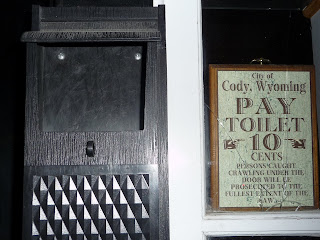 City of
Cody, Wyoming
PAY
TOILET
10
CENTS
PERSONS CAUGHT
CRAWLING UNDER THE
DOOR WILL BE
PROSECUTED TO THE
FULLEST EXTENT OF THE
LAW